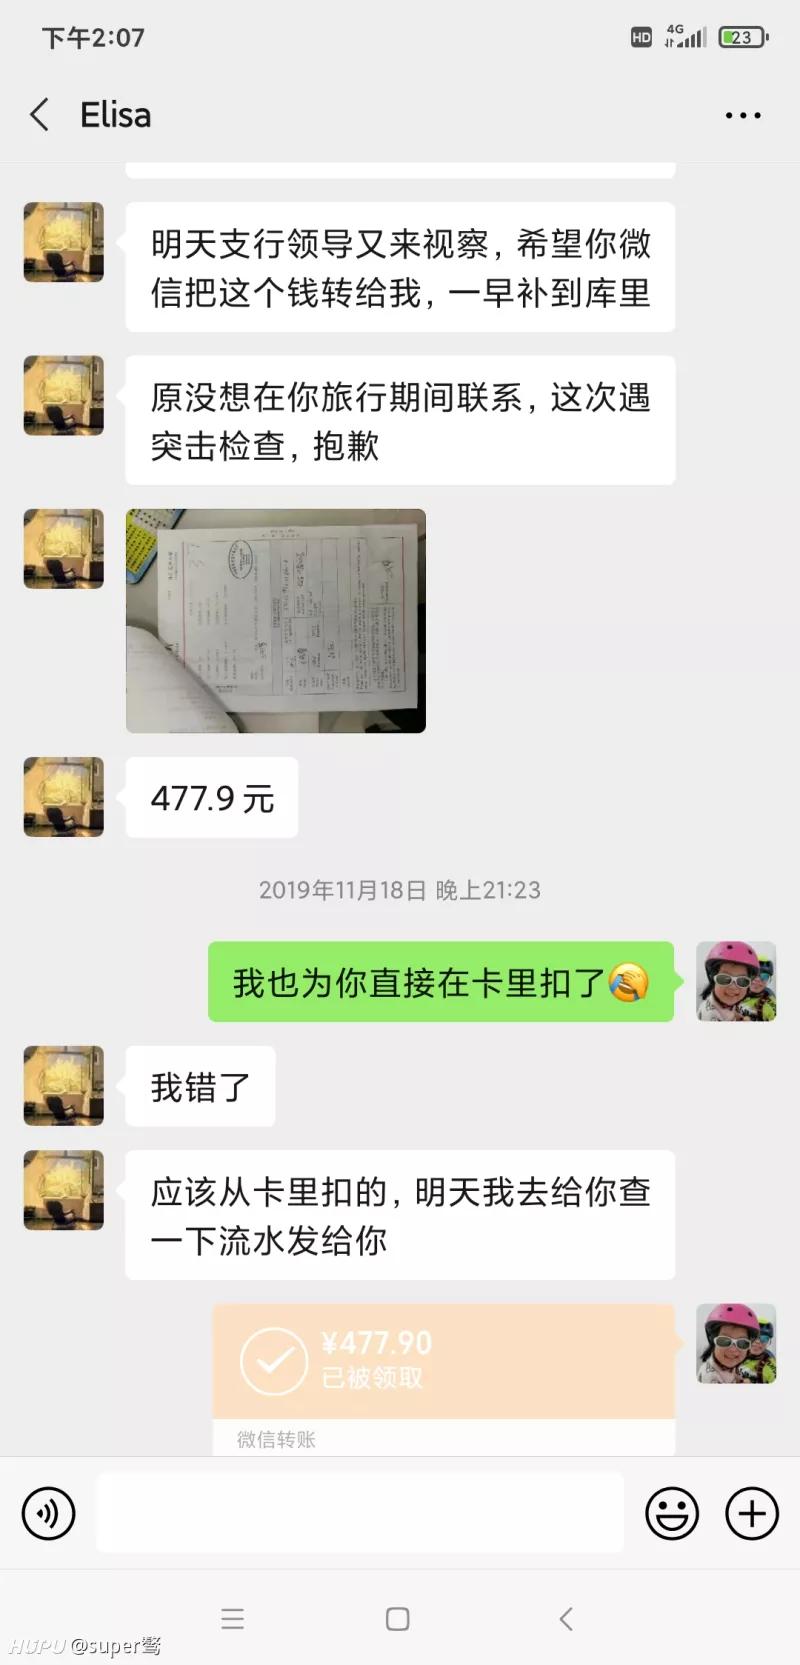 下午2:07
HD 4G 23
Elisa
明天支行领导又来视察，希望你微
信把这个钱转给我，一早补到库里
原没想在你旅行期间联系，这次遇
突击检查，抱歉
477.9 元
2019年11月18日 晚上21:23
我也为你直接在卡里扣了
我错了
应该从卡里扣的，明天我去给你查
一下流水发给你
¥477.90
已被领取
微信转账
HUPU @super骜